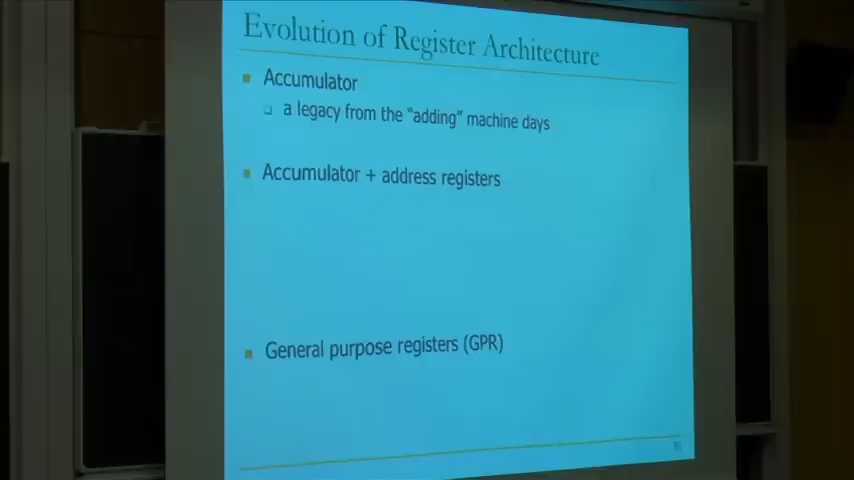 Evolution of Register Architecture
Accumulator
a legacy from the "adding" machine days
Accumulator + address registers
General purpose registers (GPR)